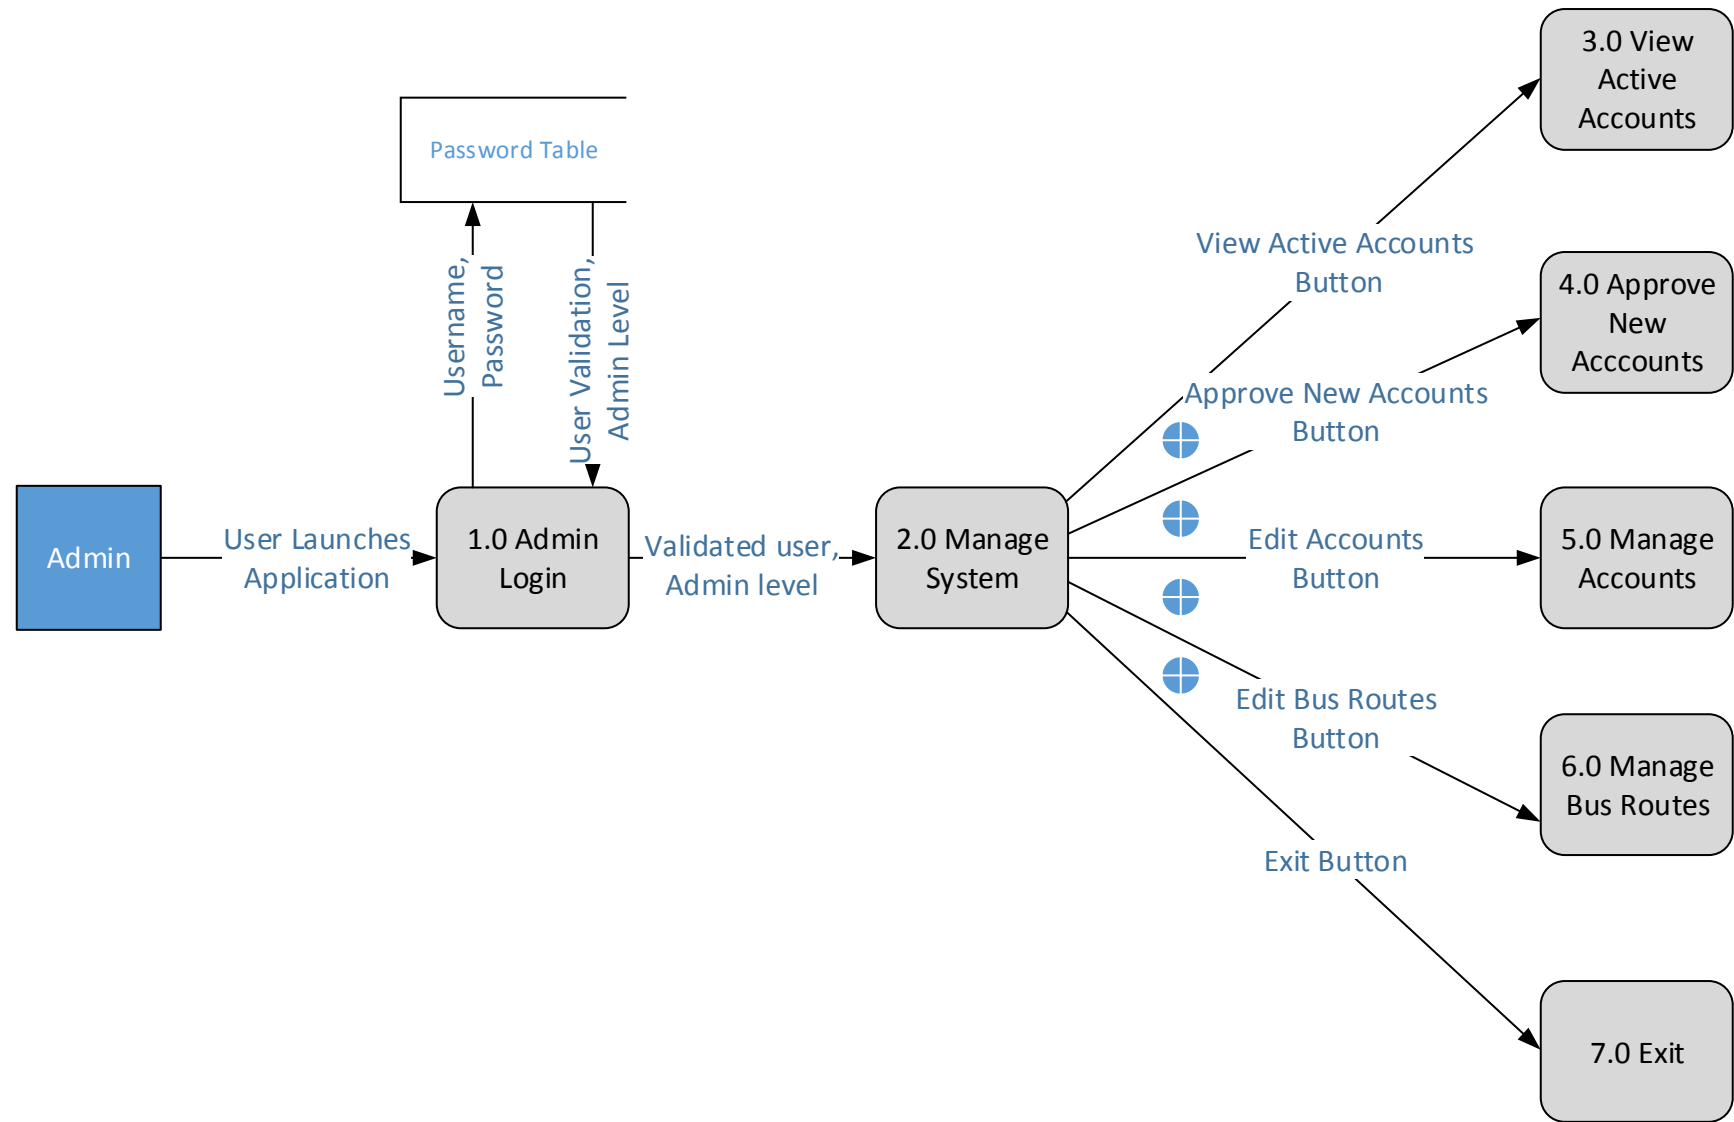 3.0 View
Active
Accounts
Password Table
Username,
Password
User Validation,
Admin Level
View Active Accounts
Button
4.0 Approve
New
Acccounts
Approve New Accounts
Button
Admin
User Launches
Application
1.0 Admin
Login
Validated user,
Admin level
2.0 Manage
System
Edit Accounts
Button
5.0 Manage
Accounts
Edit Bus Routes
Button
6.0 Manage
Bus Routes
Exit Button
7.0 Exit